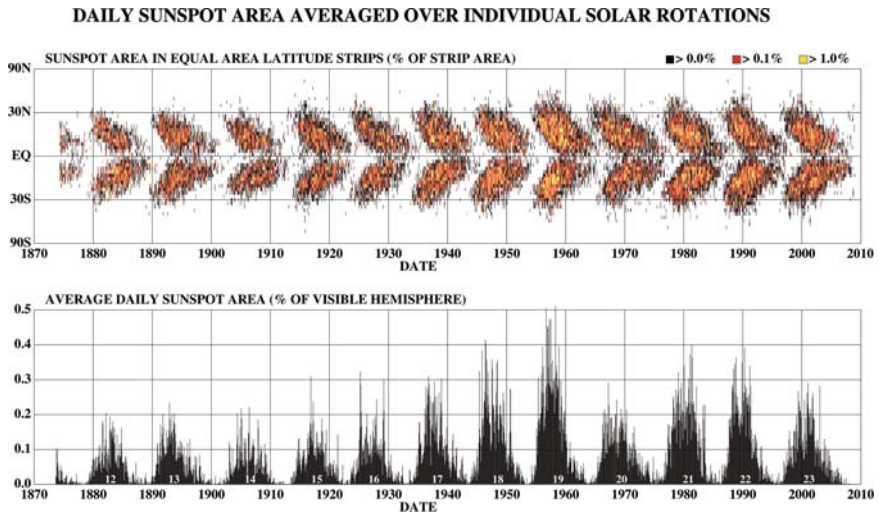 DAILY SUNSPOT AREA AVERAGED OVER INDIVIDUAL SOLAR ROTATIONS
SUNSPOT AREA IN EQUAL AREA LATITUDE STRIPS (% OF STRIP AREA) > 0.0% > 0.1% > 1.0%
90N
30N
EQ
30S
90S
1870 1880 1890 1900 1910 1920 1930 1940 1950 1960 1970 1980 1990 2000 2010
DATE
AVERAGE DAILY SUNSPOT AREA (% OF VISIBLE HEMISPHERE)
0.5
0.4
0.3
0.2
0.1
0.0
12 13 14 15 16 17 18 19 20 21 22 23
1870 1880 1890 1900 1910 1920 1930 1940 1950 1960 1970 1980 1990 2000 2010
DATE